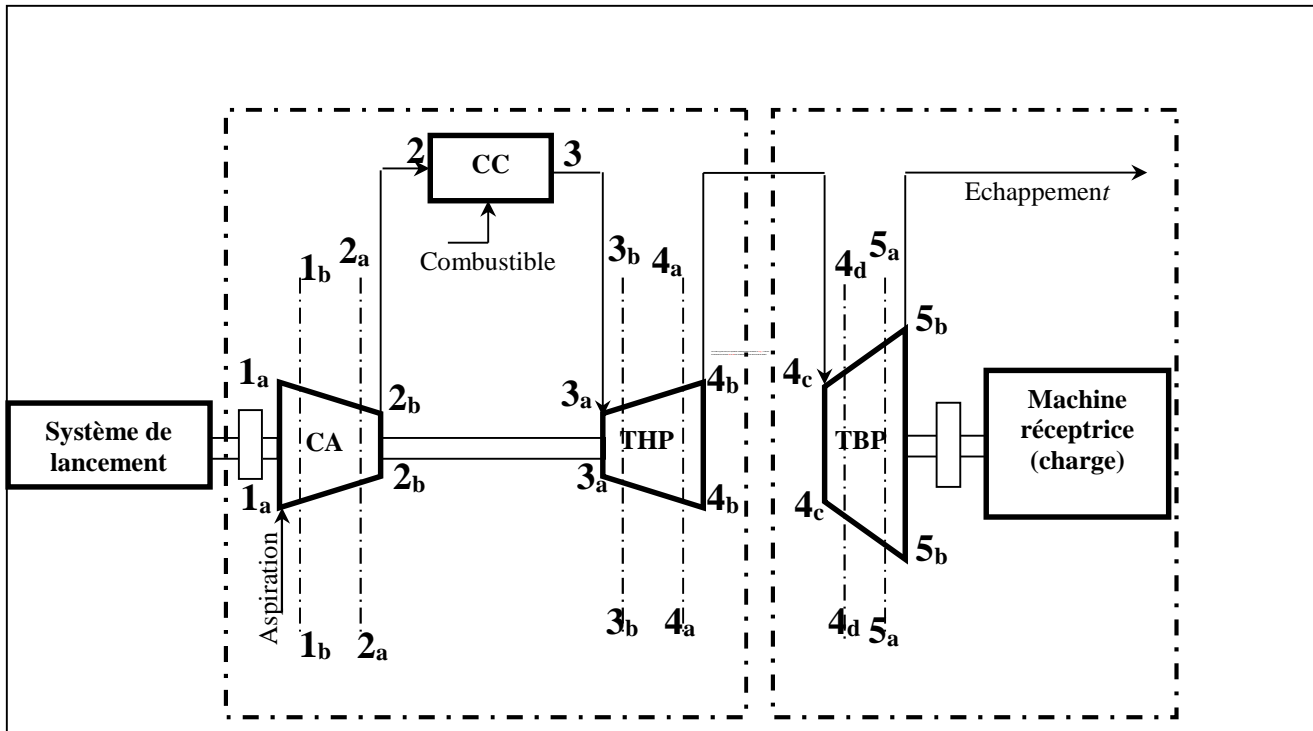 2
CC
3
Combustible
Echappement
1b
2a
3b
4a
4d
5a
1a
2b
3a
4b
4c
5b
Système de
lancement
CA
THP
TBP
Machine
réceptrice
(charge)
1a
2b
3a
4b
4c
5b
Aspiration
1b
2a
3b
4a
4d
5a